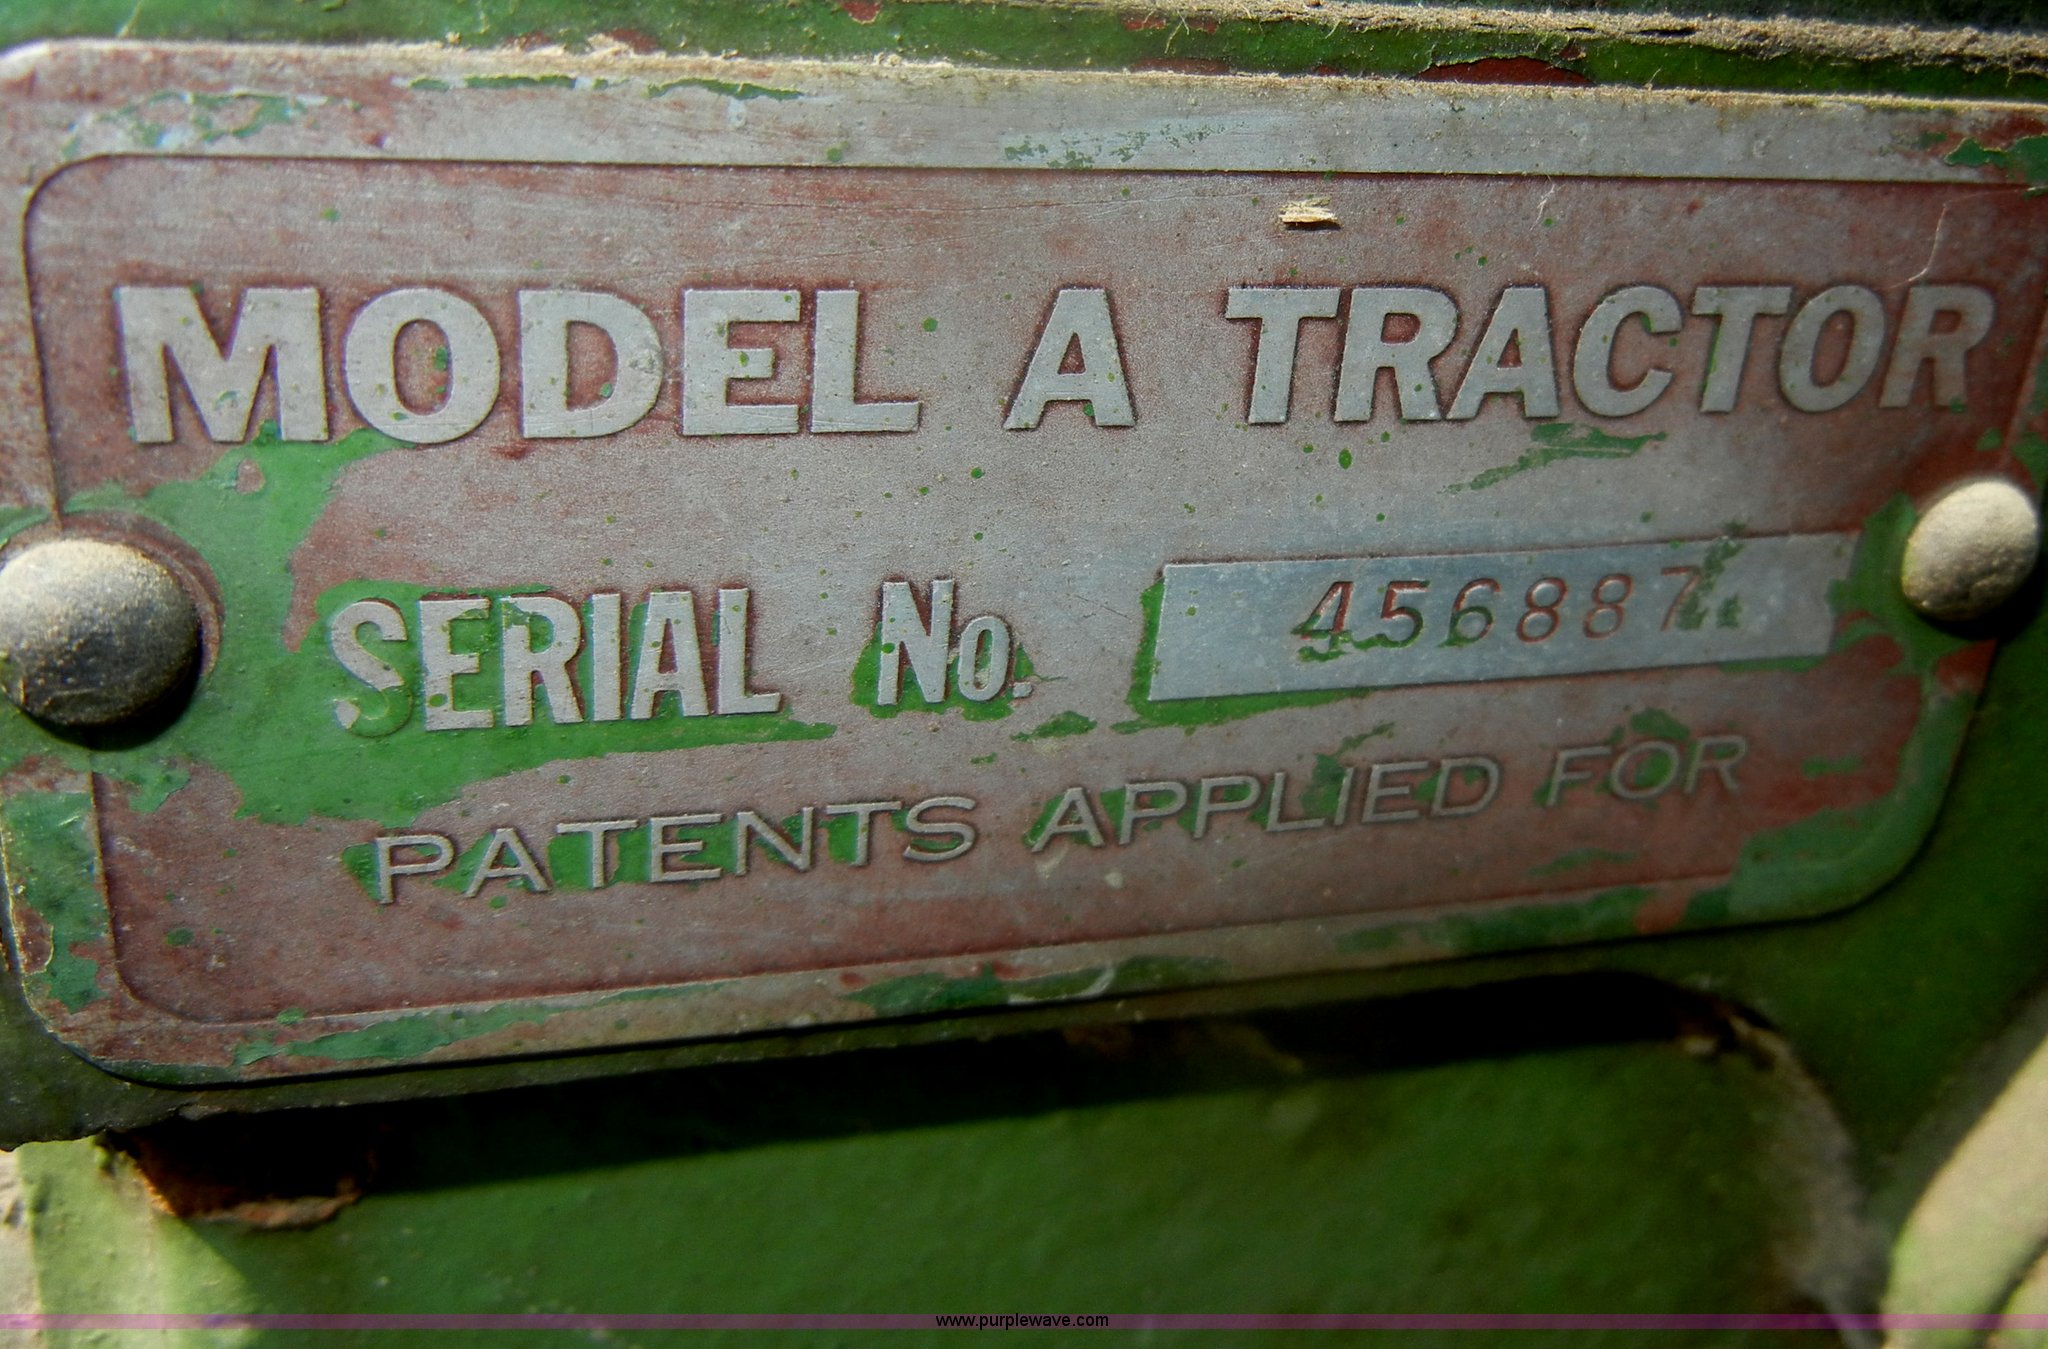 MODEL A TRACTOR
SERIAL No. 456887
PATENTS APPLIED FOR
www.purplewave.com